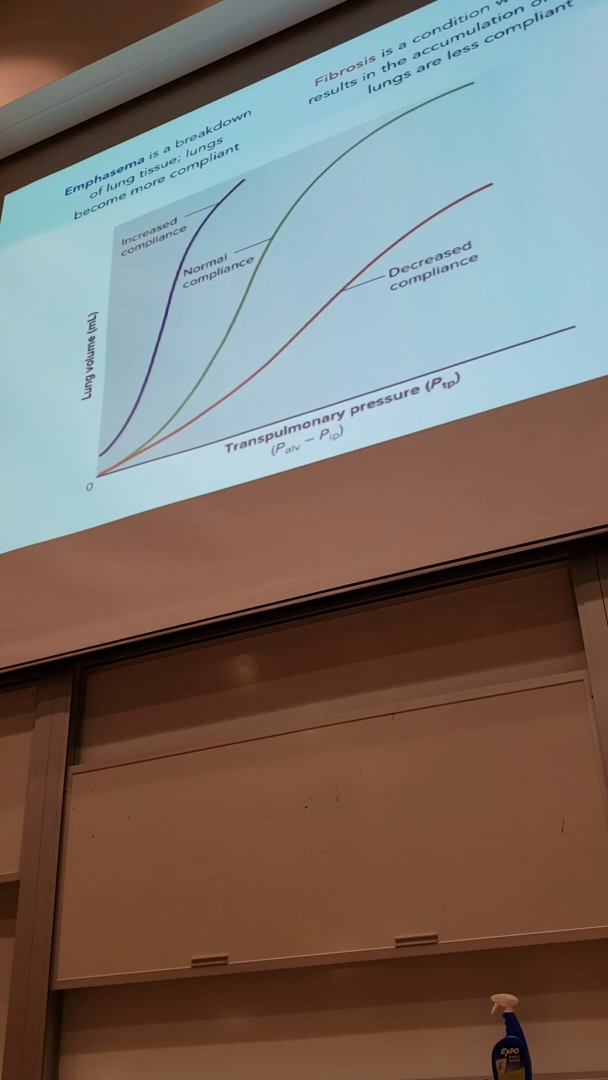 Emphasema is a breakdown
of lung tissue; lungs
become more compliant
Fibrosis is a condition
results in the accumulation
lungs are less compliant
Increased
compliance
Normal
compliance
Decreased
compliance
Lung volume (mL)
0
Transpulmonary pressure (Ptp)
(Palv – Pip)
EXPO